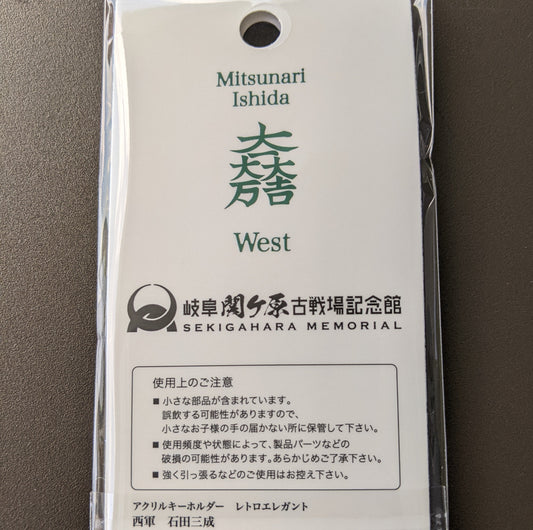 Mitsunari
Ishida
大一大万大吉
West
岐阜関ケ原古戦場記念館
SEKIGAHARA MEMORIAL
使用上のご注意
■ 小さな部品が含まれています。
誤飲する可能性がありますので、
小さなお子様の手の届かない所に保管して下さい。
■ 使用頻度や状態によって、製品パーツなどの
破損の可能性があります。あらかじめご了承下さい。
■ 強く引っ張るなどのご使用はお控え下さい。
アクリルキーホルダー　レトロエレガント
西軍　石田三成